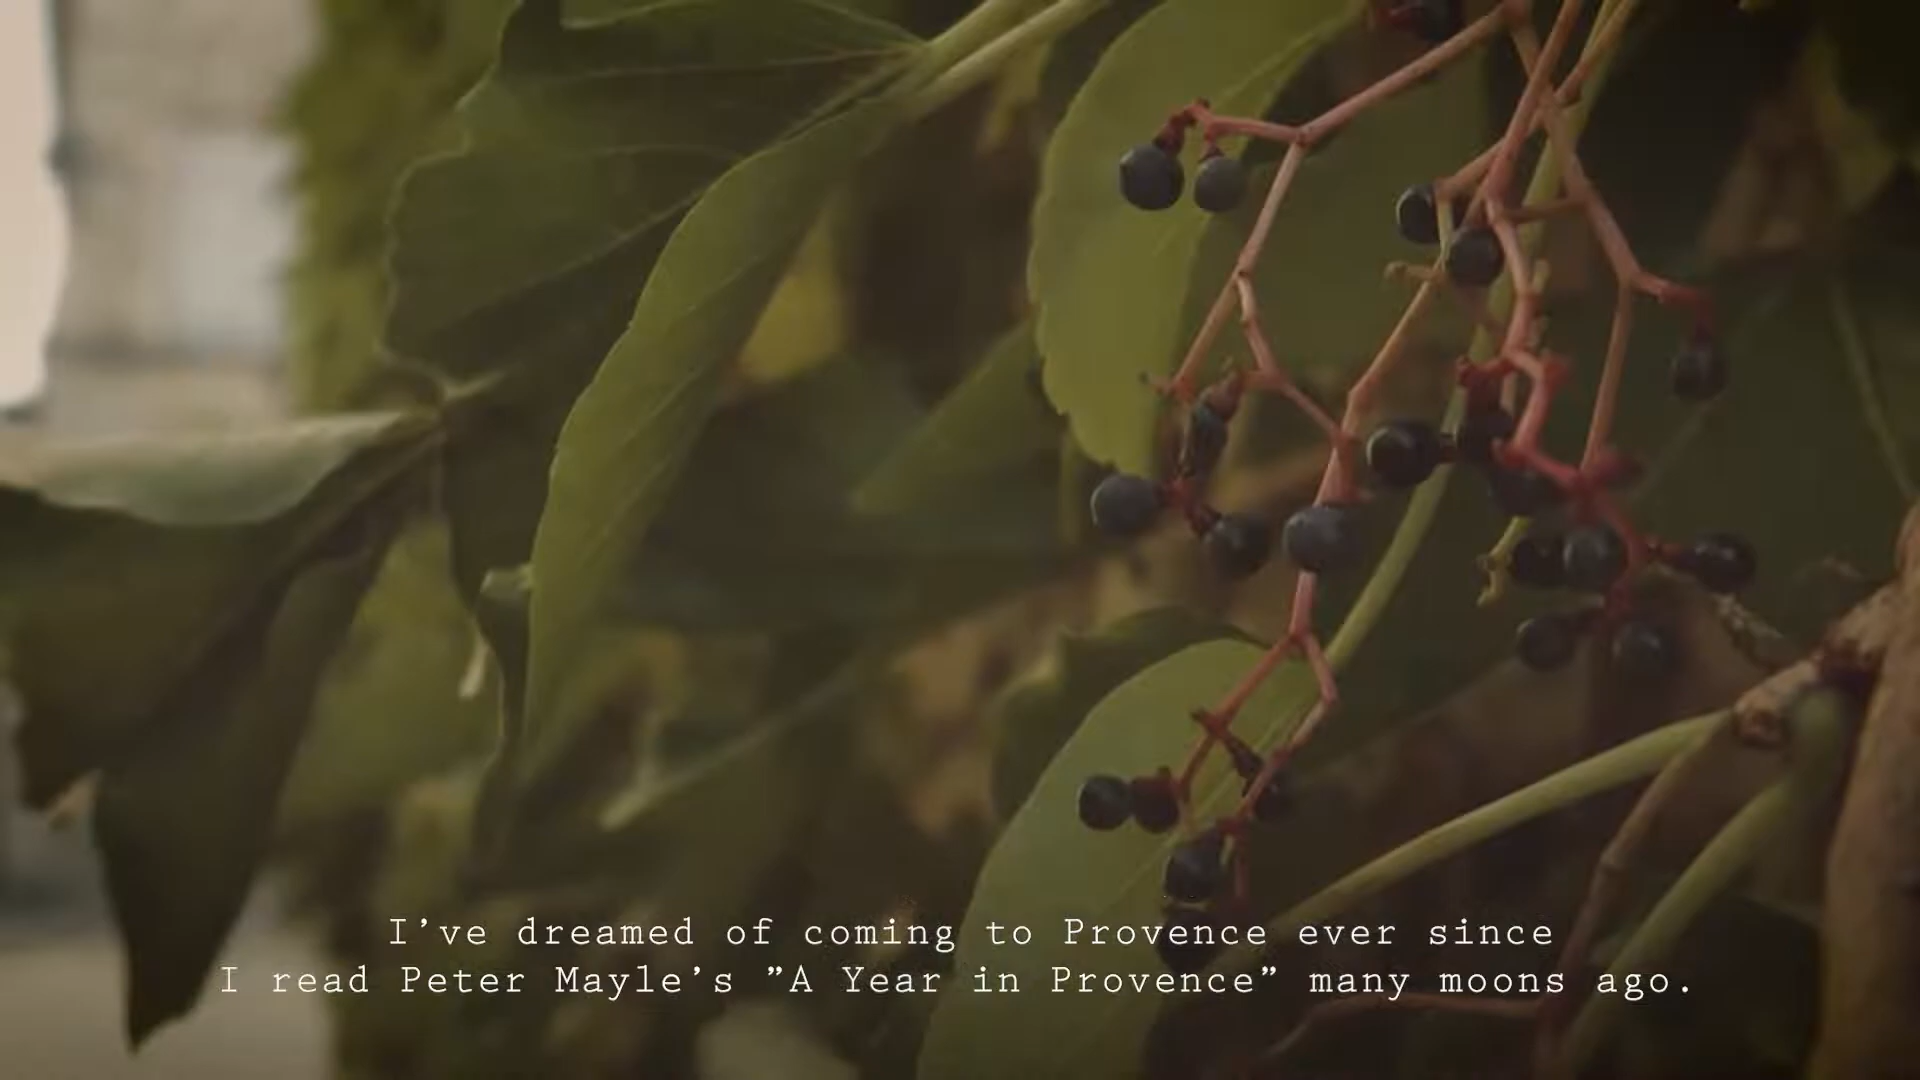 I’ve dreamed of coming to Provence ever since
I read Peter Mayle’s ”A Year in Provence” many moons ago.